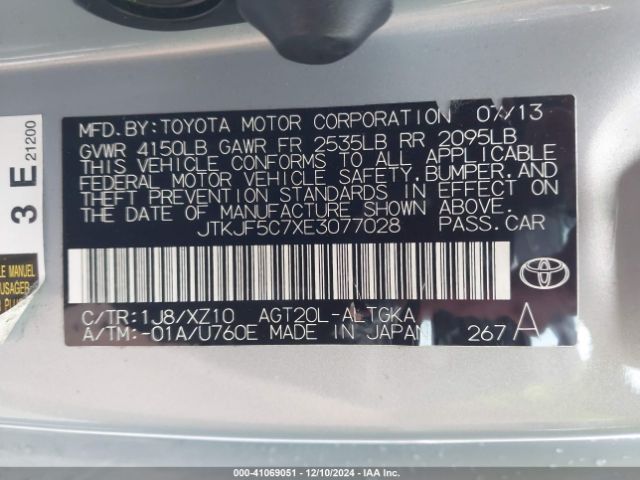 MFD. BY: TOYOTA MOTOR CORPORATION 07/13
GVWR 4150LB GAWR FR 2535LB RR 2095LB
THIS VEHICLE CONFORMS TO ALL APPLICABLE
FEDERAL MOTOR VEHICLE SAFETY, BUMPER, AND
THEFT PREVENTION STANDARDS IN EFFECT ON
THE DATE OF MANUFACTURE SHOWN ABOVE.
JTKJF5C7XE3077028 PASS. CAR
C/TR: 1J8/XZ10 AGT20L-ALTGKA
A/TM: -01A/U760E MADE IN JAPAN 267 A
3 E
21200
MANUEL
USAGER
PLU
000-41069051 - 12/10/2024 - IAA Inc.